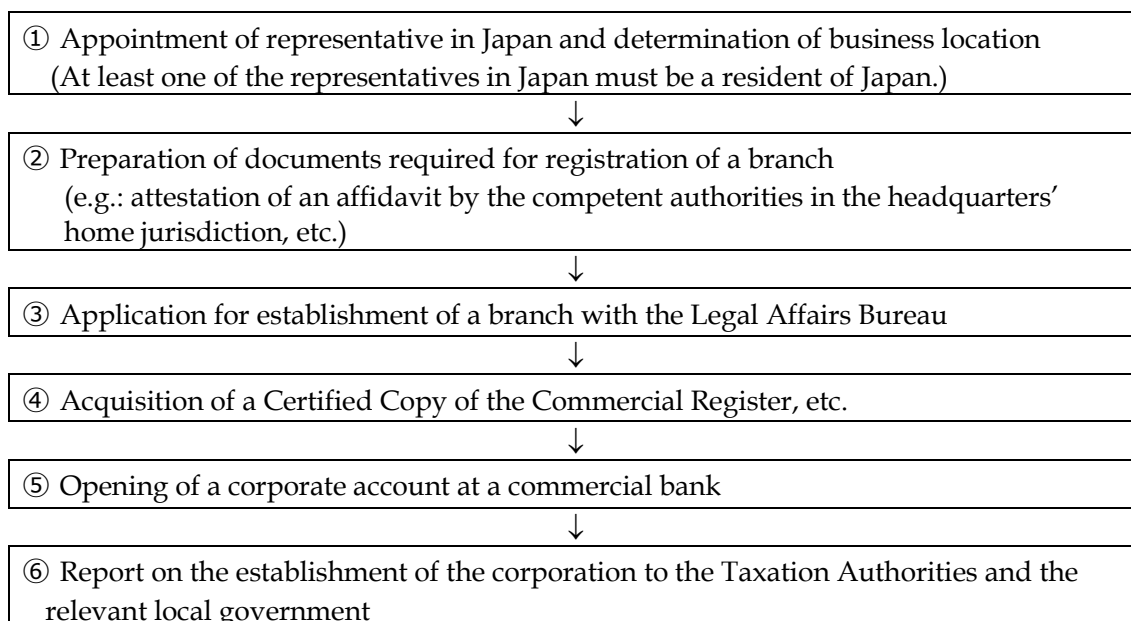 ① Appointment of representative in Japan and determination of business location
(At least one of the representatives in Japan must be a resident of Japan.)
↓
② Preparation of documents required for registration of a branch
(e.g.: attestation of an affidavit by the competent authorities in the headquarters’
home jurisdiction, etc.)
↓
③ Application for establishment of a branch with the Legal Affairs Bureau
↓
④ Acquisition of a Certified Copy of the Commercial Register, etc.
↓
⑤ Opening of a corporate account at a commercial bank
↓
⑥ Report on the establishment of the corporation to the Taxation Authorities and the
relevant local government